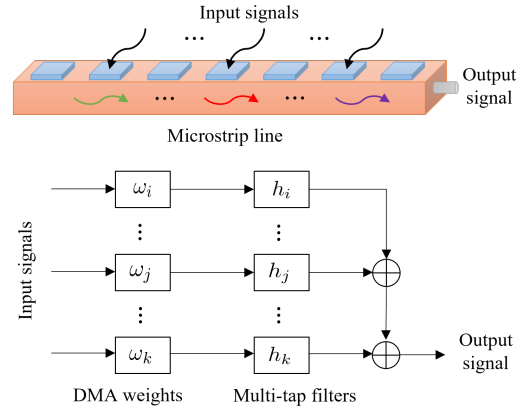 Input signals
... ...
Output
signal
... ...
Microstrip line
Input signals
ω_i
h_i
⋮ ⋮
ω_j
h_j
⋮ ⋮
ω_k
h_k
Output
signal
DMA weights
Multi-tap filters